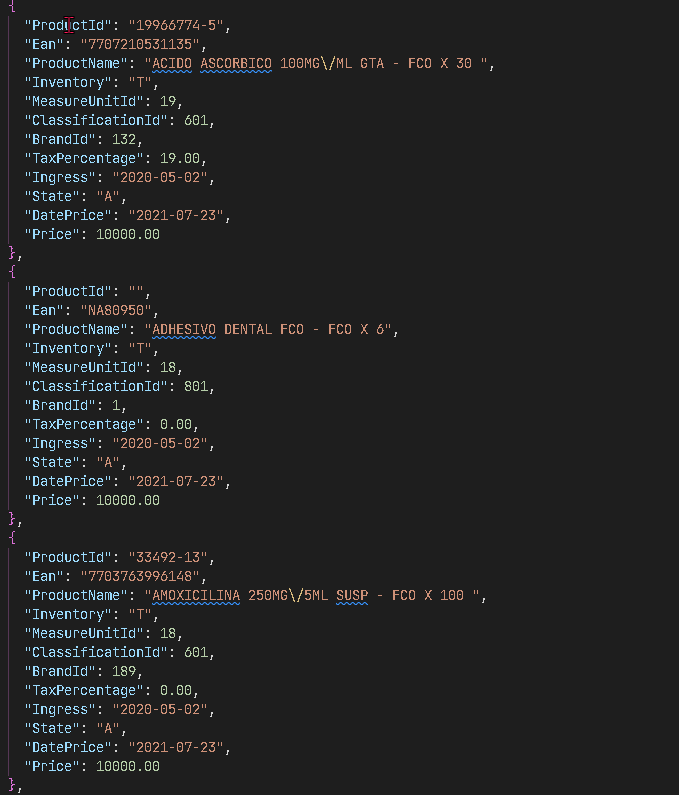 {
"ProductId": "19966774-5",
"Ean": "7707210531135",
"ProductName": "ACIDO ASCORBICO 100MG\/ML GTA - FCO X 30 ",
"Inventory": "T",
"MeasureUnitId": 19,
"ClassificationId": 601,
"BrandId": 132,
"TaxPercentage": 19.00,
"Ingress": "2020-05-02",
"State": "A",
"DatePrice": "2021-07-23",
"Price": 10000.00
},
{
"ProductId": "",
"Ean": "NA80950",
"ProductName": "ADHESIVO DENTAL FCO - FCO X 6",
"Inventory": "T",
"MeasureUnitId": 18,
"ClassificationId": 801,
"BrandId": 1,
"TaxPercentage": 0.00,
"Ingress": "2020-05-02",
"State": "A",
"DatePrice": "2021-07-23",
"Price": 10000.00
},
{
"ProductId": "33492-13",
"Ean": "7703763996148",
"ProductName": "AMOXICILINA 250MG\/5ML SUSP - FCO X 100 ",
"Inventory": "T",
"MeasureUnitId": 18,
"ClassificationId": 601,
"BrandId": 189,
"TaxPercentage": 0.00,
"Ingress": "2020-05-02",
"State": "A",
"DatePrice": "2021-07-23",
"Price": 10000.00
},